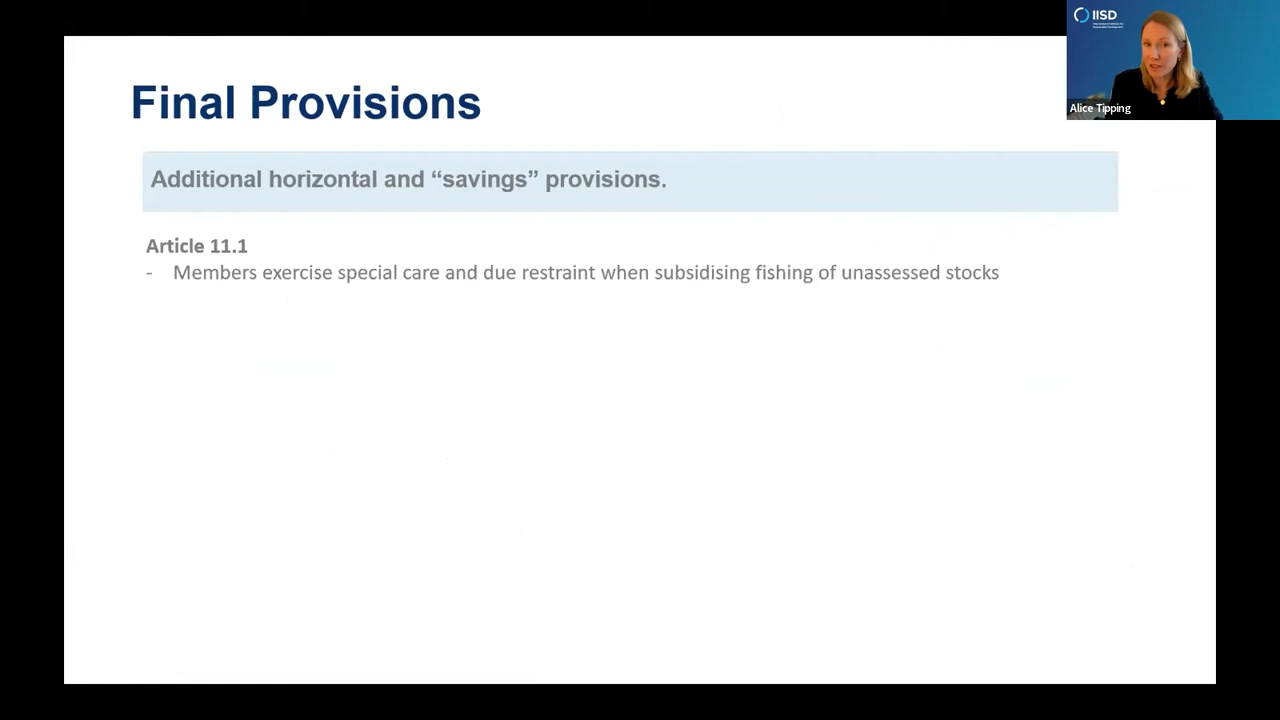 IISD
Alice Tipping
Final Provisions
Additional horizontal and “savings” provisions.
Article 11.1
- Members exercise special care and due restraint when subsidising fishing of unassessed stocks